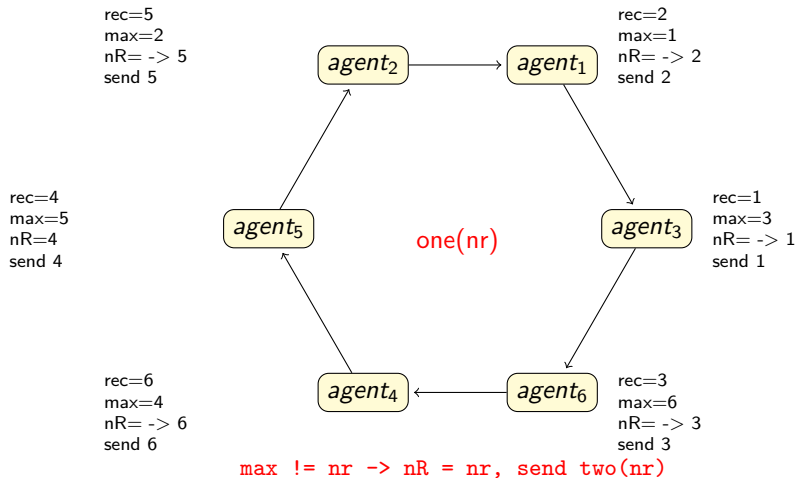 rec=5
max=2
nR= -> 5
send 5
agent2
agent1
rec=2
max=1
nR= -> 2
send 2
rec=4
max=5
nR=4
send 4
agent5
one(nr)
agent3
rec=1
max=3
nR= -> 1
send 1
rec=6
max=4
nR= -> 6
send 6
agent4
agent6
rec=3
max=6
nR= -> 3
send 3
max != nr -> nR = nr, send two(nr)